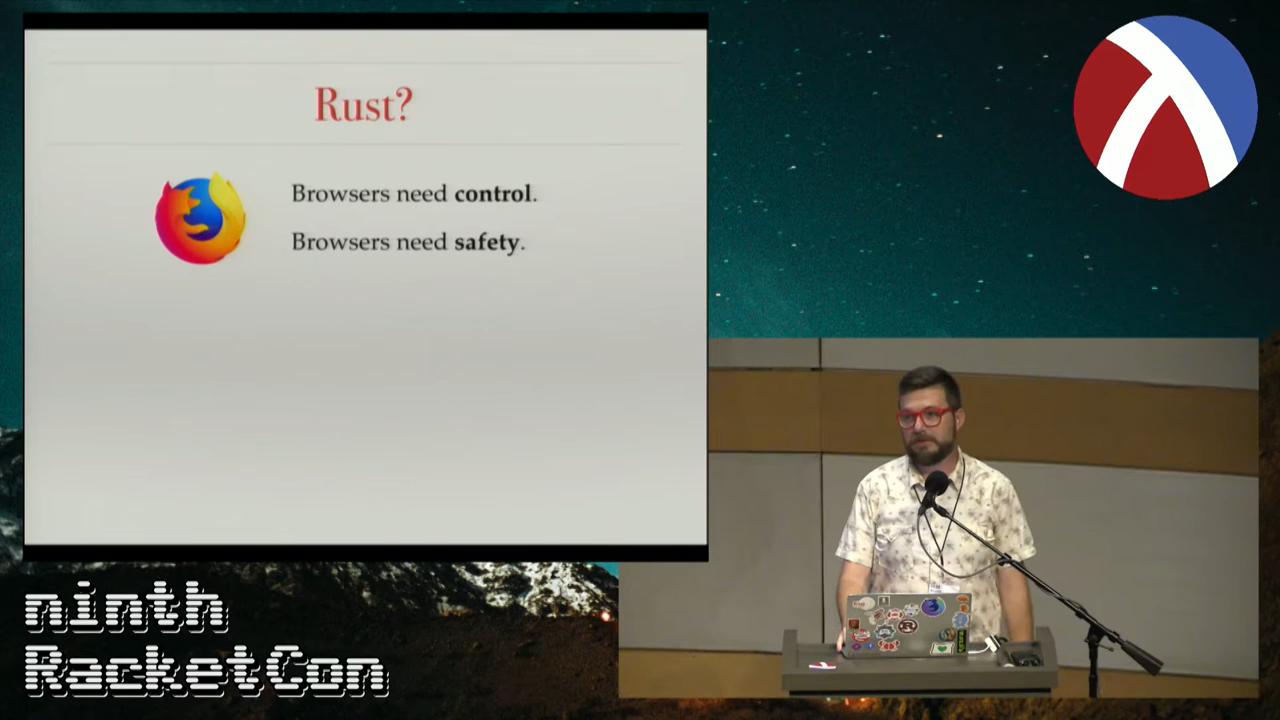 Rust?
Browsers need control.
Browsers need safety.
ninth
RacketCon